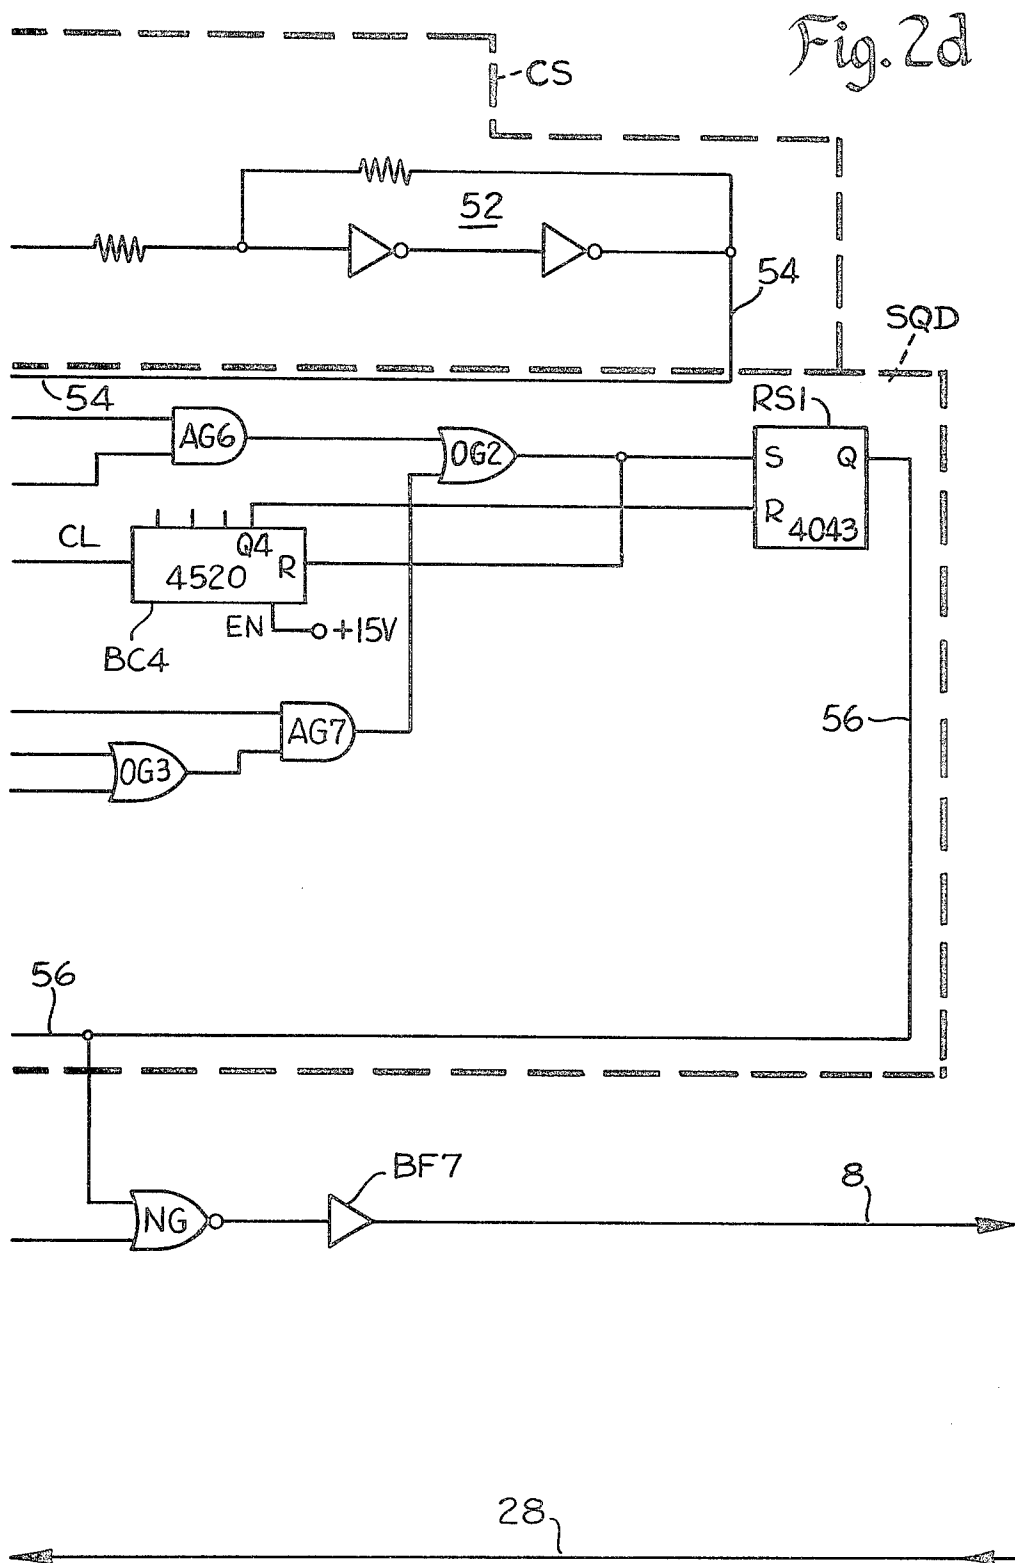 Fig. 2d
CS
52
54
SQD
54
RS1
AG6
OG2
S
Q
R
4043
CL
Q4
R
4520
EN
+15V
BC4
56
AG7
OG3
56
BF7
8
NG
28